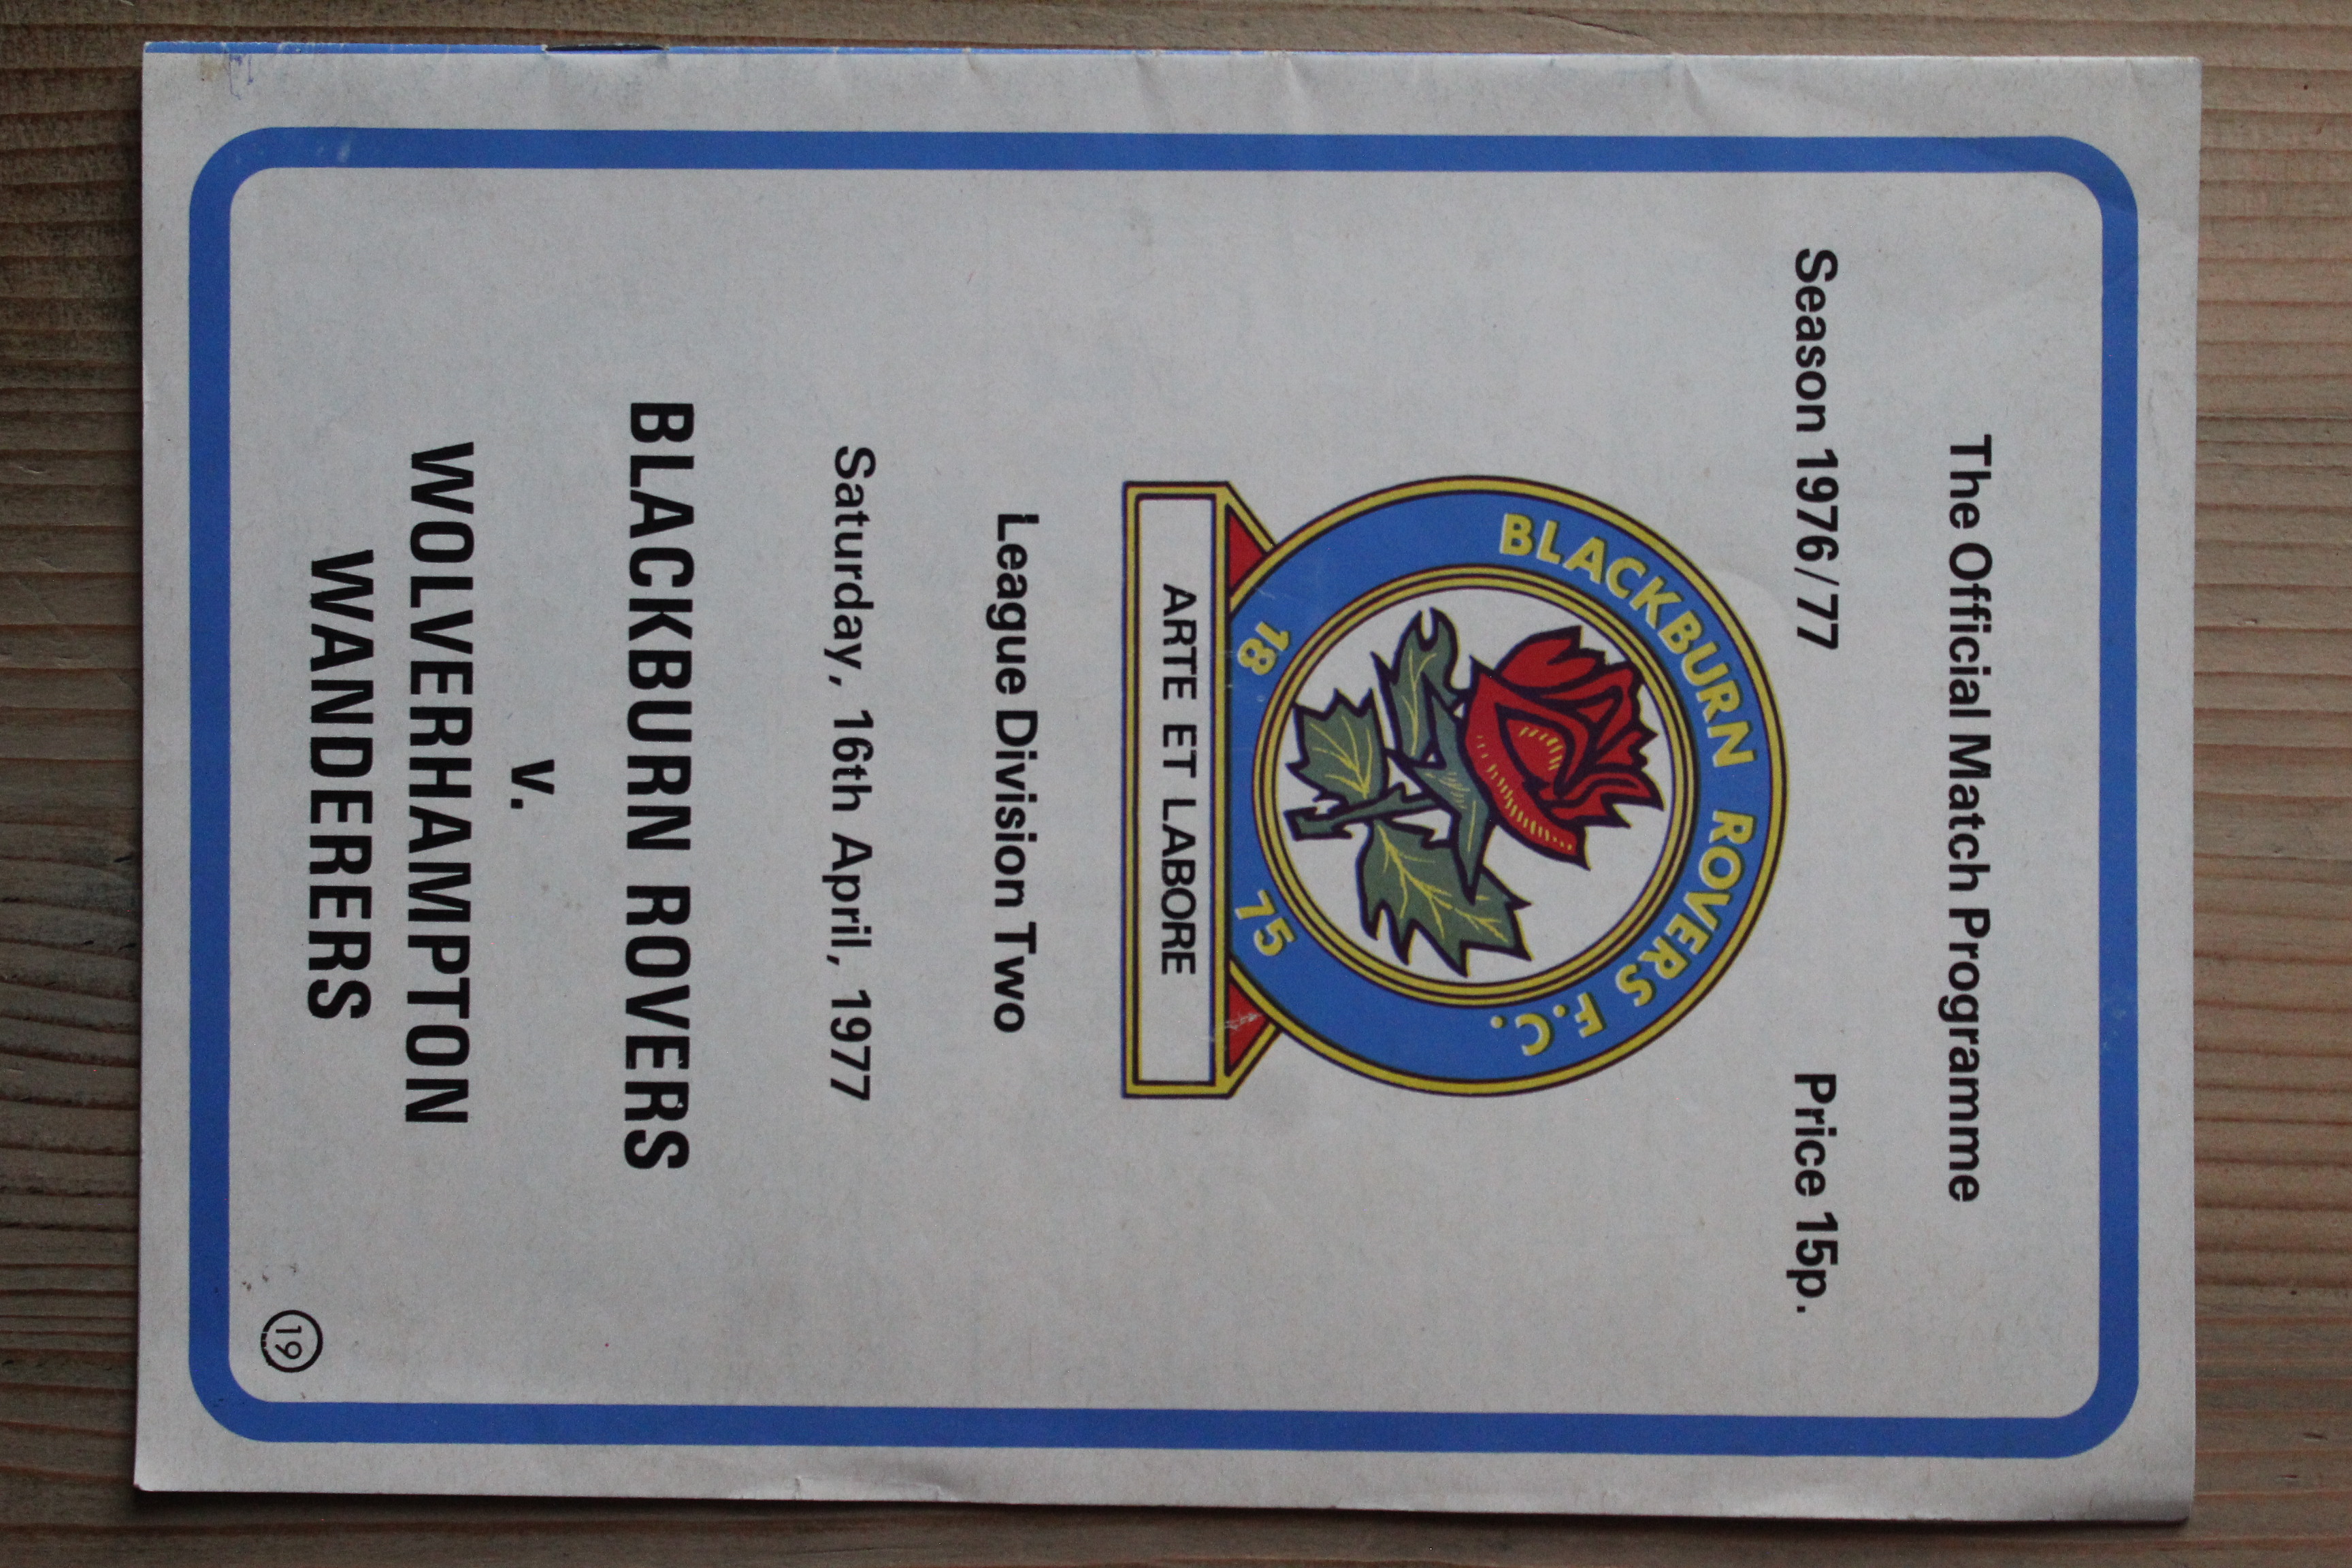 The Official Match Programme
Season 1976/77 Price 15p.
BLACKBURN ROVERS F.C.
18 75
ARTE ET LABORE
League Division Two
Saturday, 16th April, 1977
BLACKBURN ROVERS
v.
WOLVERHAMPTON
WANDERERS
19